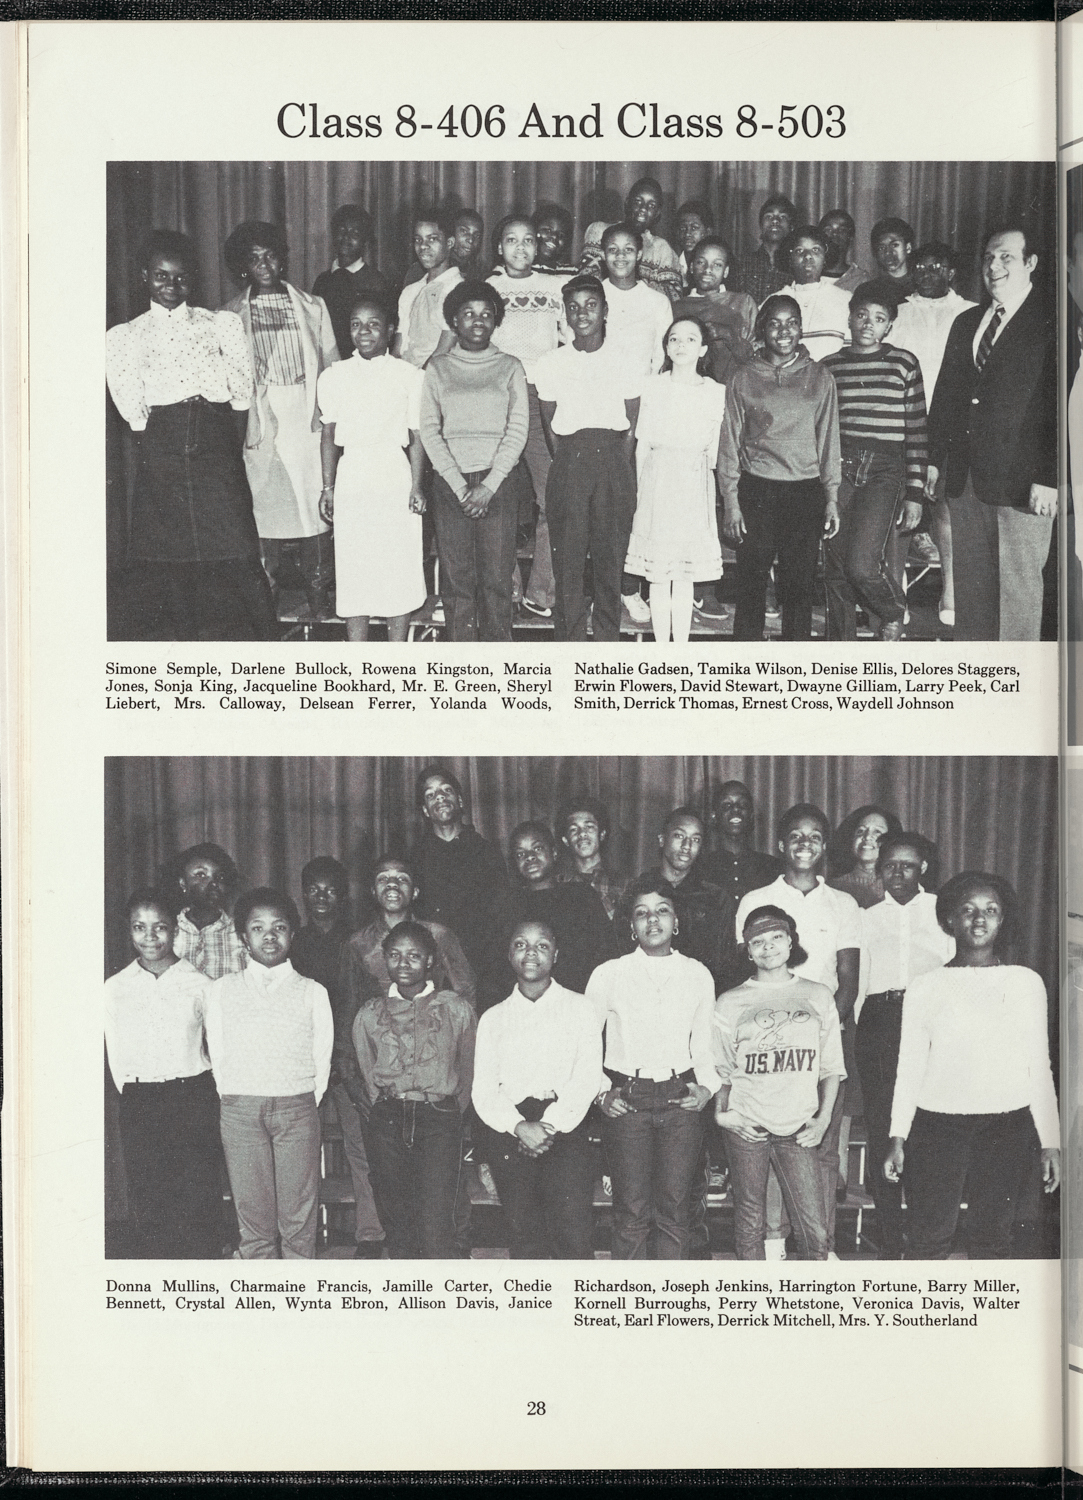 Class 8-406 And Class 8-503
Simone Semple, Darlene Bullock, Rowena Kingston, Marcia
Jones, Sonja King, Jacqueline Bookhard, Mr. E. Green, Sheryl
Liebert, Mrs. Calloway, Delsean Ferrer, Yolanda Woods,
Nathalie Gadsen, Tamika Wilson, Denise Ellis, Delores Staggers,
Erwin Flowers, David Stewart, Dwayne Gilliam, Larry Peek, Carl
Smith, Derrick Thomas, Ernest Cross, Waydell Johnson
U.S. NAVY
Donna Mullins, Charmaine Francis, Jamille Carter, Chedie
Bennett, Crystal Allen, Wynta Ebron, Allison Davis, Janice
Richardson, Joseph Jenkins, Harrington Fortune, Barry Miller,
Kornell Burroughs, Perry Whetstone, Veronica Davis, Walter
Streat, Earl Flowers, Derrick Mitchell, Mrs. Y. Southerland
28